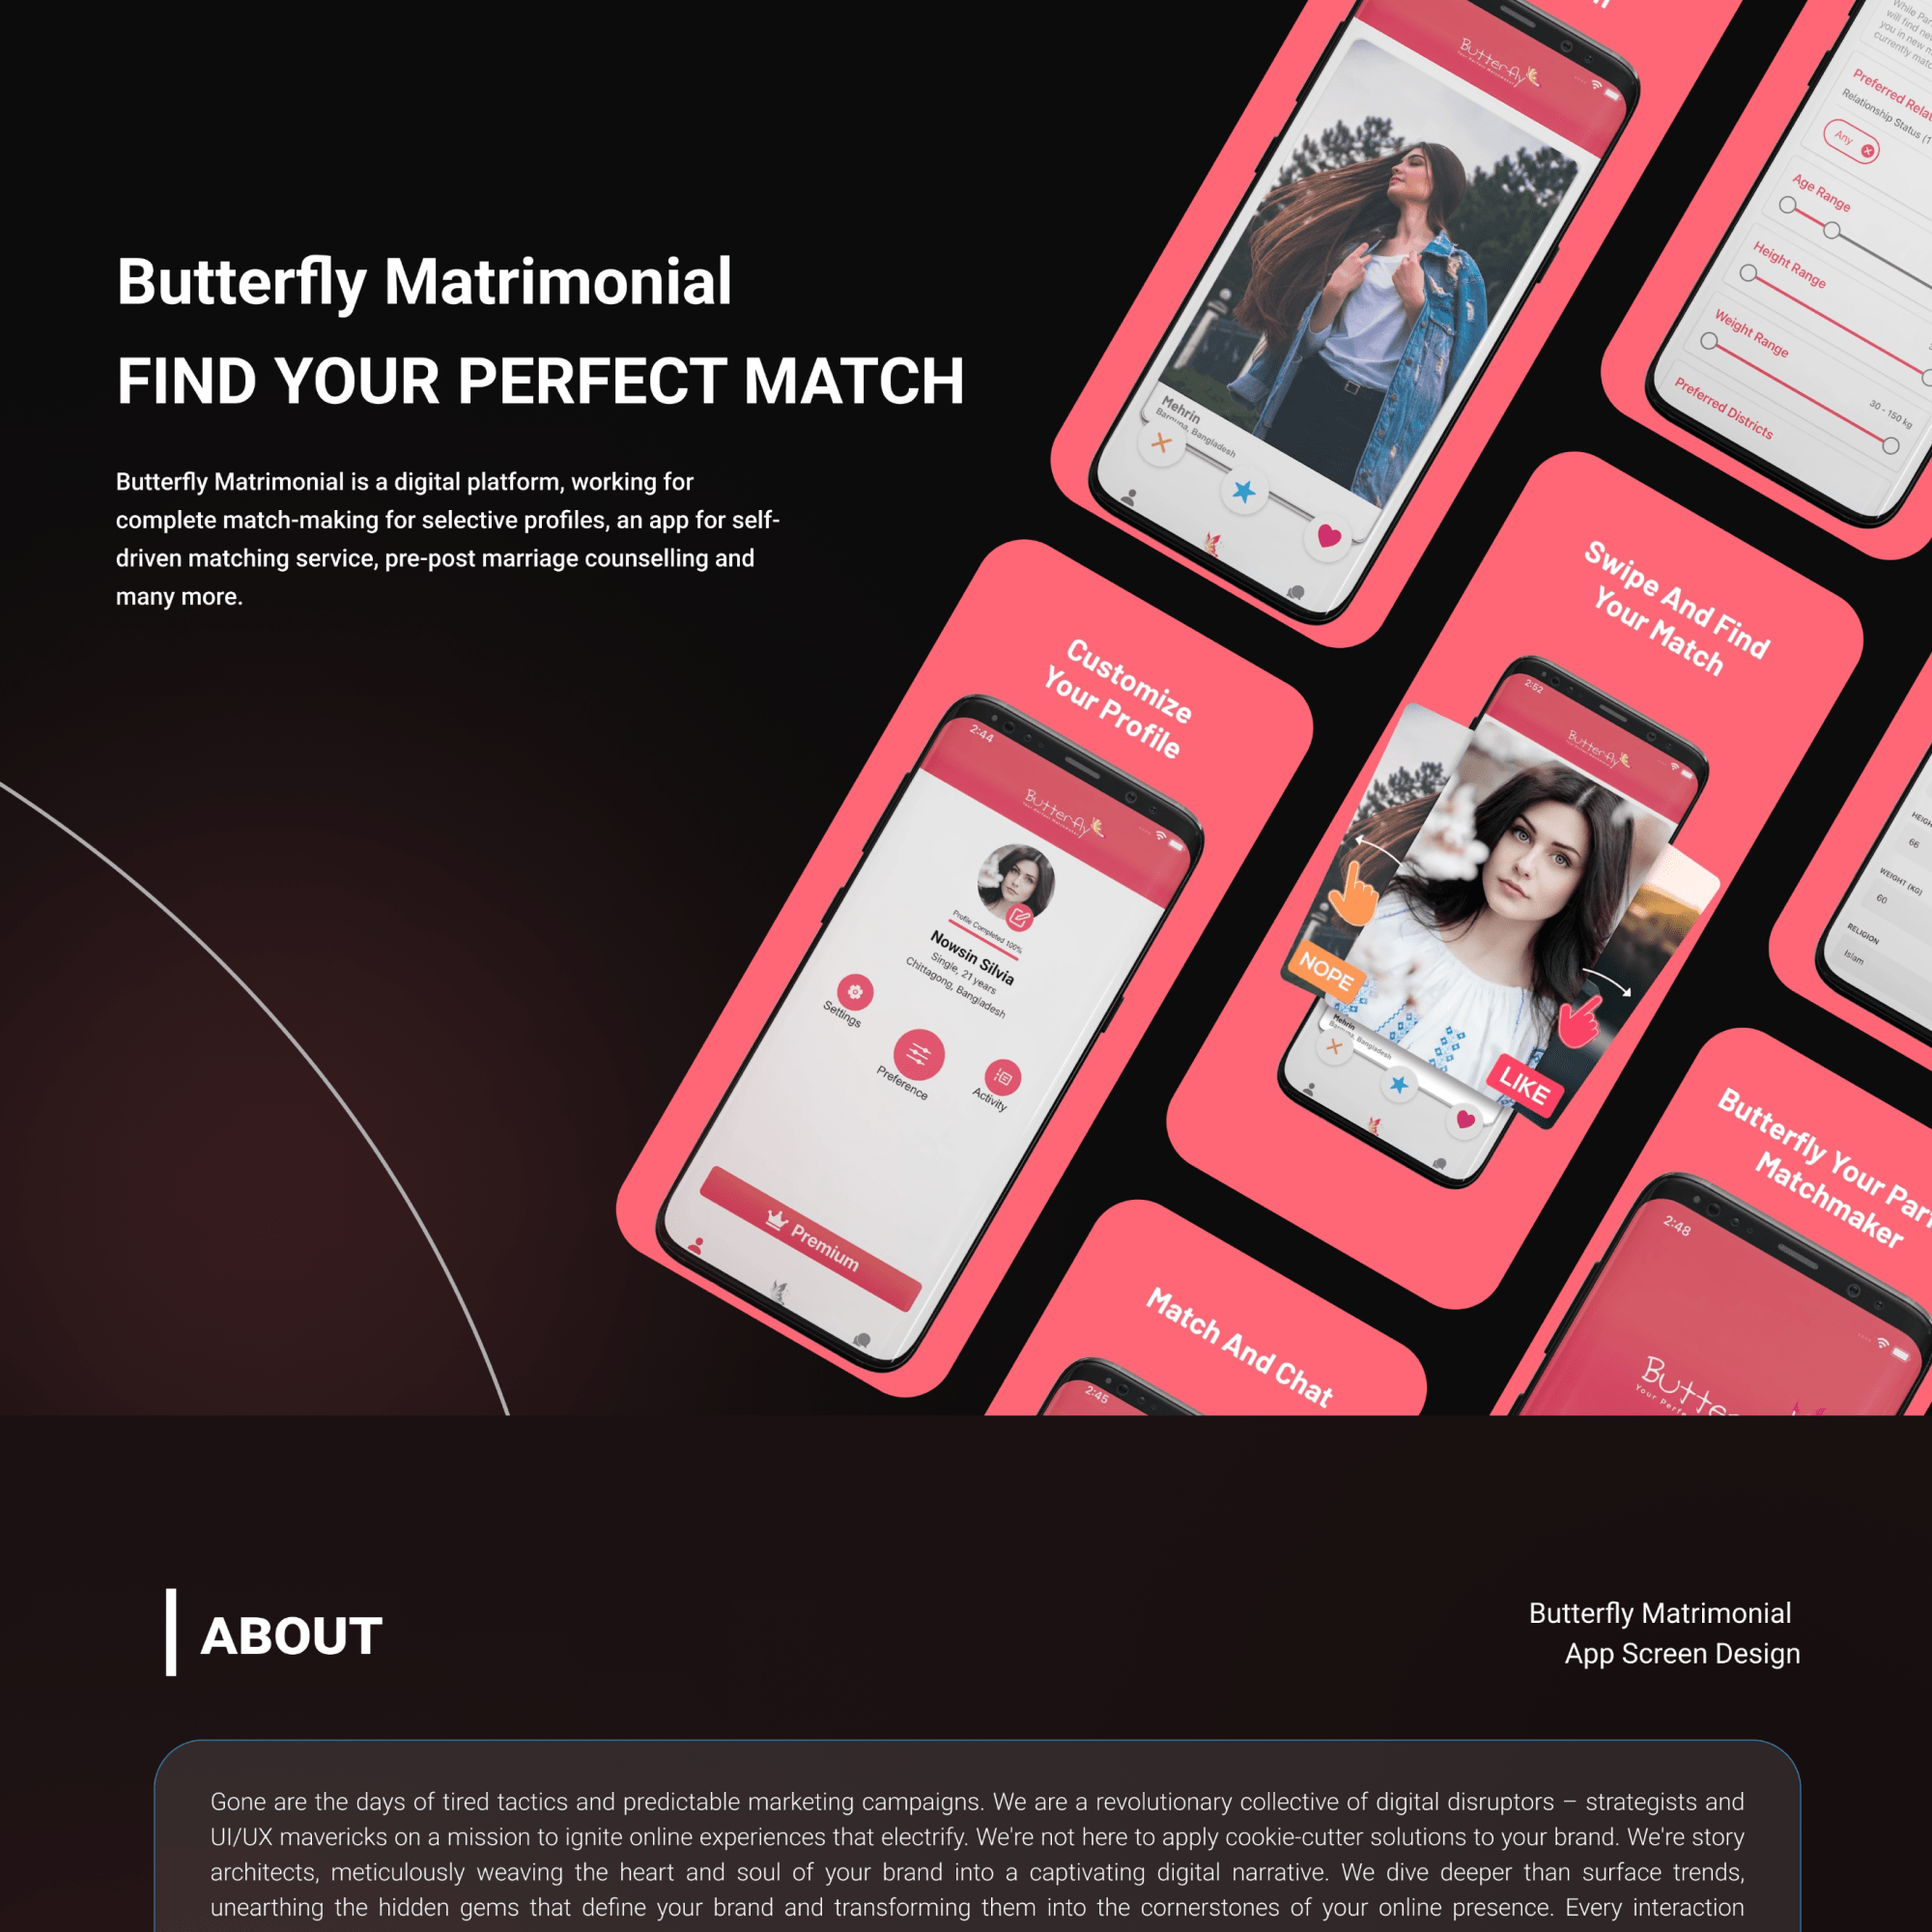 Butterfly Matrimonial
FIND YOUR PERFECT MATCH
Butterfly Matrimonial is a digital platform, working for
complete match-making for selective profiles, an app for self-
driven matching service, pre-post marriage counselling and
many more.
Butterfly
Mehrin
Barguna, Bangladesh
will find
you in new
Preferred
Relationship Status
Any
Age Range
Height Range
Weight Range
30 - 150 kg
Preferred Districts
Customize
Your Profile
2:44
Butterfly
Profile Completed 100%
Nowsin Silvia
Single, 21 years
Chittagong, Bangladesh
Settings
Preference
Activity
Premium
Swipe And Find
Your Match
2:52
Butterfly
NOPE
LIKE
Mehrin
Barguna, Bangladesh
66
WEIGHT (KG)
60
RELIGION
Islam
Match And Chat
2:45
Butterfly Your
Matchmaker
2:48
ABOUT
Butterfly Matrimonial
App Screen Design
Gone are the days of tired tactics and predictable marketing campaigns. We are a revolutionary collective of digital disruptors – strategists and
UI/UX mavericks on a mission to ignite online experiences that electrify. We're not here to apply cookie-cutter solutions to your brand. We're story
architects, meticulously weaving the heart and soul of your brand into a captivating digital narrative. We dive deeper than surface trends,
unearthing the hidden gems that define your brand and transforming them into the cornerstones of your online presence. Every interaction